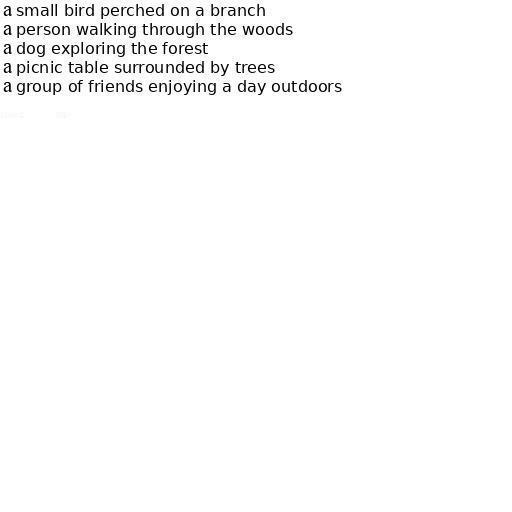 a small bird perched on a branch
a person walking through the woods
a dog exploring the forest
a picnic table surrounded by trees
a group of friends enjoying a day outdoors